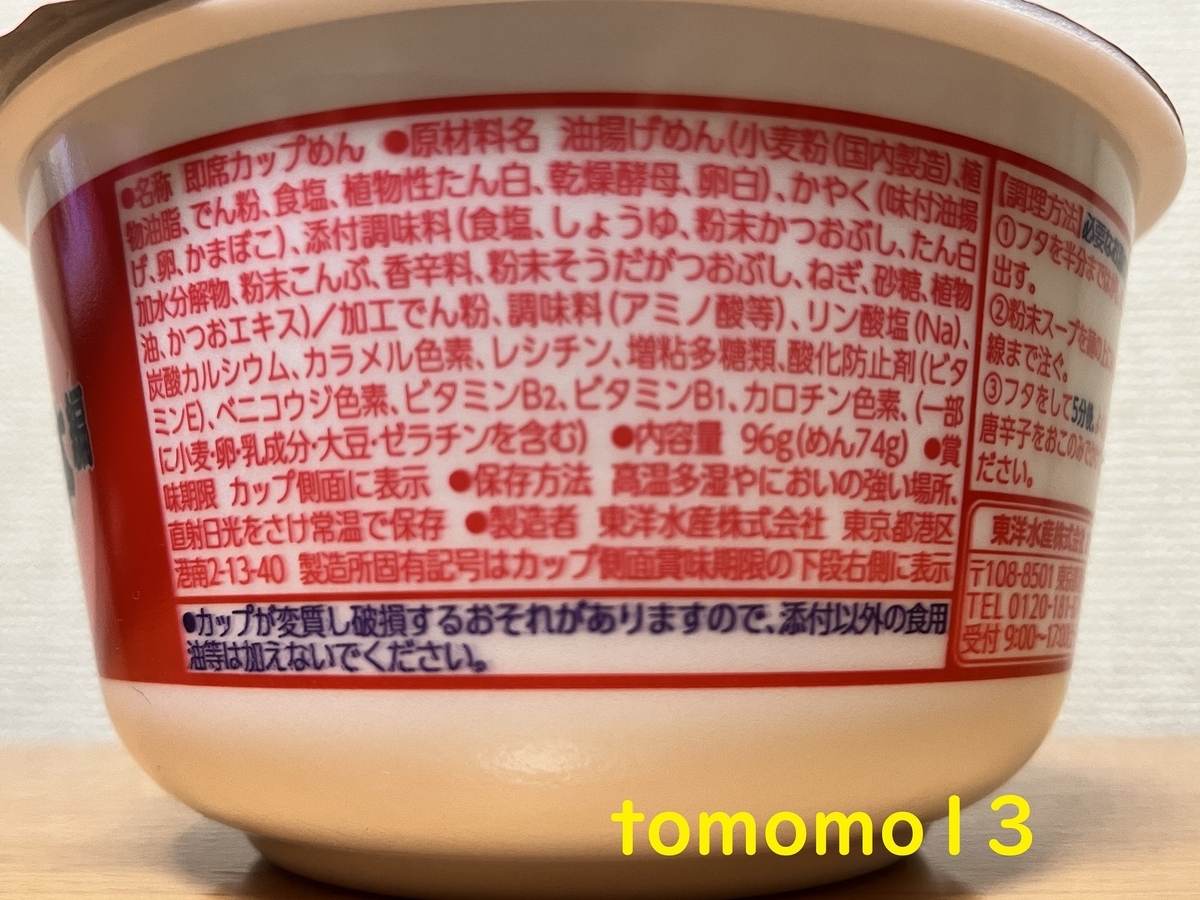 ●名称 即席カップめん ●原材料名 油揚げめん(小麦粉(国内製造)、植
物油脂、でん粉、食塩、植物性たん白、乾燥酵母、卵白)、かやく(味付油揚
げ、卵、かまぼこ)、添付調味料(食塩、しょうゆ、粉末かつおぶし、たん白
加水分解物、粉末こんぶ、香辛料、粉末そうだがつおぶし、ねぎ、砂糖、植物
油、かつおエキス)/加工でん粉、調味料(アミノ酸等)、リン酸塩(Na)、
炭酸カルシウム、カラメル色素、レシチン、増粘多糖類、酸化防止剤(ビタ
ミンE)、ベニコウジ色素、ビタミンB2、ビタミンB1、カロチン色素、(一部
に小麦・卵・乳成分・大豆・ゼラチンを含む) ●内容量 96g(めん74g) ●賞
味期限 カップ側面に表示 ●保存方法 高温多湿やにおいの強い場所、
直射日光をさけ常温で保存 ●製造者 東洋水産株式会社 東京都港区
港南2-13-40 製造所固有記号はカップ側面賞味期限の下段右側に表示
●カップが変質し破損するおそれがありますので、添付以外の食用
油等は加えないでください。
【調理方法】必要な
①フタを半分まで
出す。
②粉末スープを
線まで注ぐ。
③フタをして5分後、
唐辛子をおこのみで
ださい。
東洋水産株式会社
〒108-8501 東京都
TEL 0120-181-
受付 9:00~17:00
tomomo13